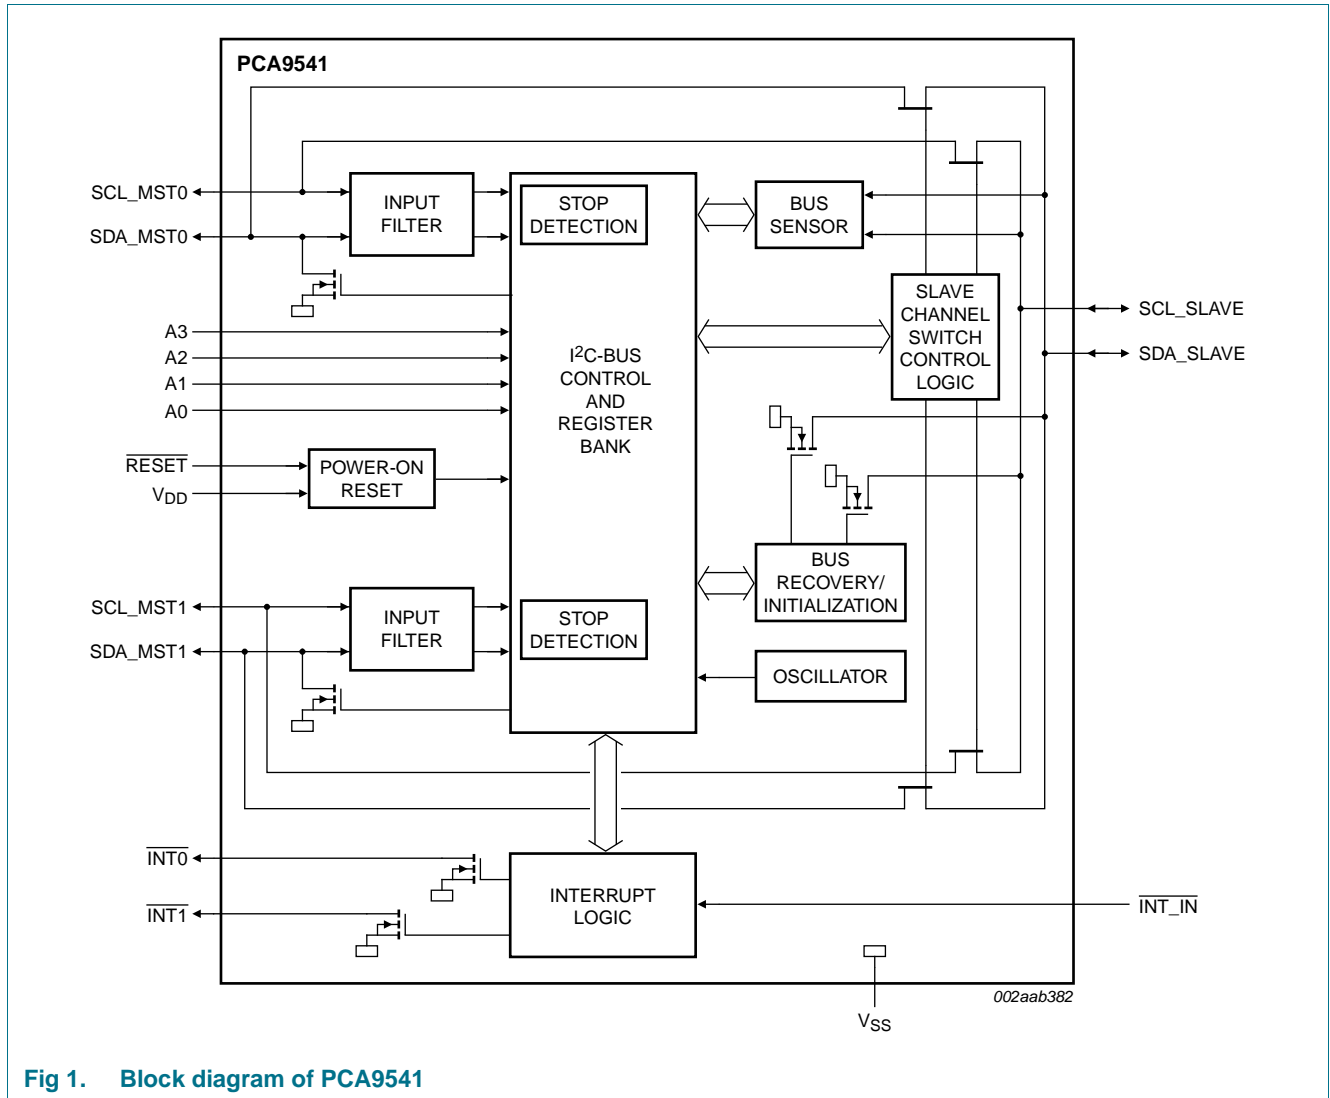 PCA9541
SCL_MST0
SDA_MST0
INPUT
FILTER
STOP
DETECTION
BUS
SENSOR
A3
A2
A1
A0
I2C-BUS
CONTROL
AND
REGISTER
BANK
SLAVE
CHANNEL
SWITCH
CONTROL
LOGIC
SCL_SLAVE
SDA_SLAVE
RESET
VDD
POWER-ON
RESET
BUS
RECOVERY/
INITIALIZATION
SCL_MST1
SDA_MST1
INPUT
FILTER
STOP
DETECTION
OSCILLATOR
INT0
INT1
INTERRUPT
LOGIC
INT_IN
VSS
002aab382
Fig 1. Block diagram of PCA9541